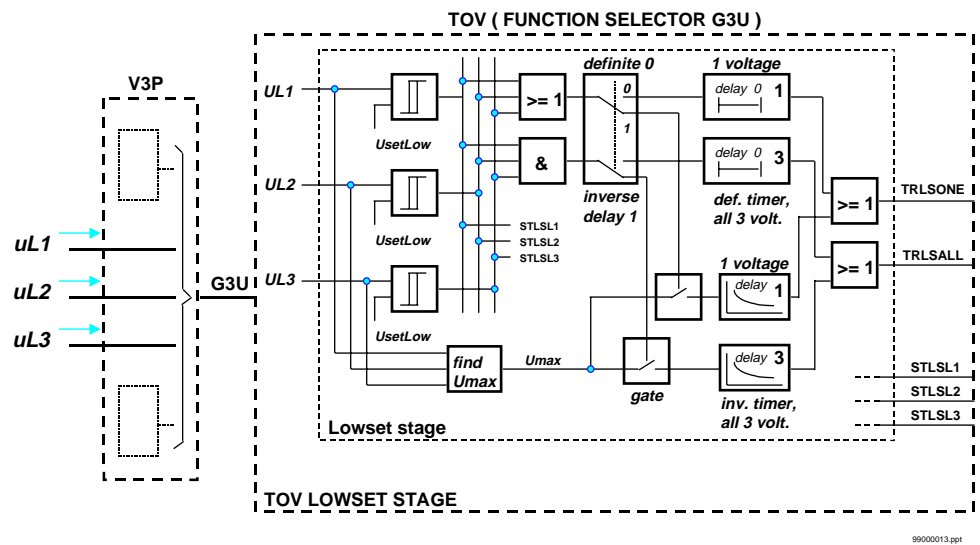 TOV ( FUNCTION SELECTOR G3U )
V3P
uL1
uL2
uL3
G3U
UL1
UL2
UL3
UsetLow
UsetLow
UsetLow
>= 1
&
STLSL1
STLSL2
STLSL3
definite 0
0
1
inverse
delay 1
1 voltage
delay 0 1
delay 0 3
def. timer,
all 3 volt.
>= 1
>= 1
TRLSONE
TRLSALL
1 voltage
delay 1
delay 3
inv. timer,
all 3 volt.
find
Umax
Umax
gate
STLSL1
STLSL2
STLSL3
Lowset stage
TOV LOWSET STAGE
99000013.ppt